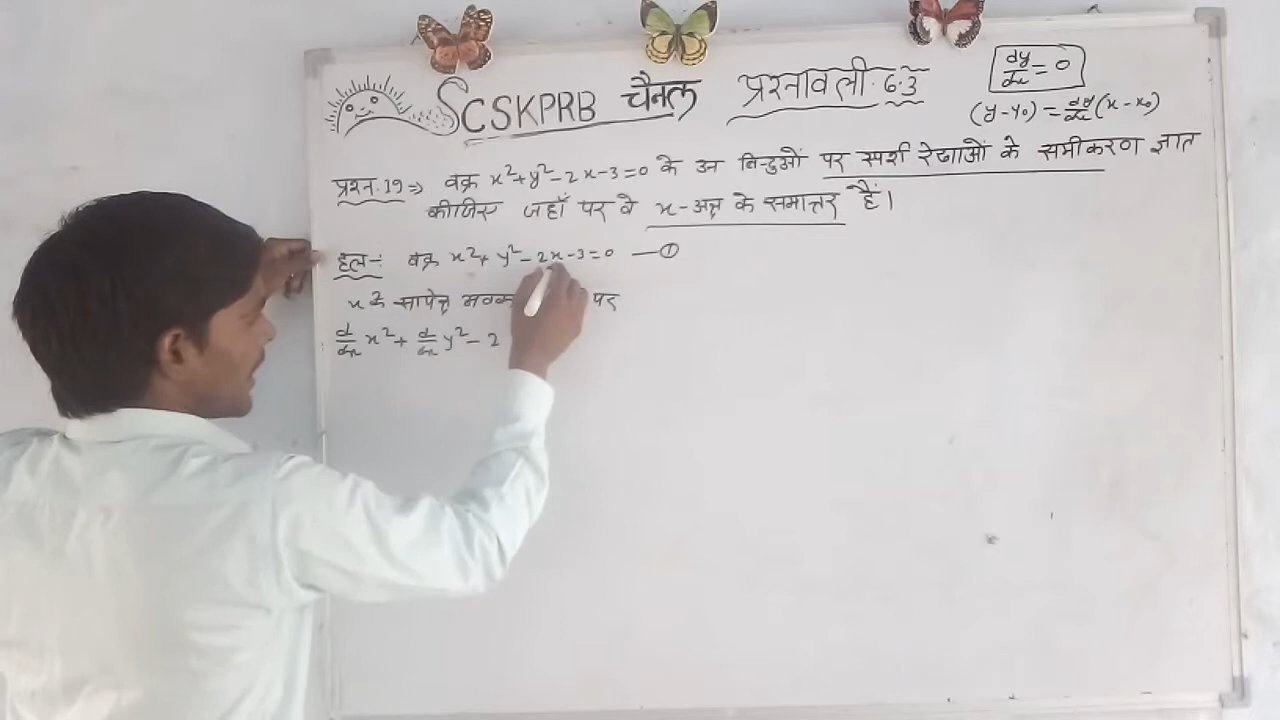 SCSKPRB चैनल प्रश्नावली 6.3
dy/dx = 0
(y-y₀) = dy/dx (x-x₀)
प्रश्न.19⇒ वक्र x²+y²-2x-3=0 के उन बिन्दुओं पर स्पर्श रेखाओं के समीकरण ज्ञात
कीजिए जहाँ पर वे x-अक्ष के समान्तर हैं।
हल-: वक्र x²+y²-2x-3=0 —①
x के सापेक्ष पर
d/dx x² + d/dx y² - 2